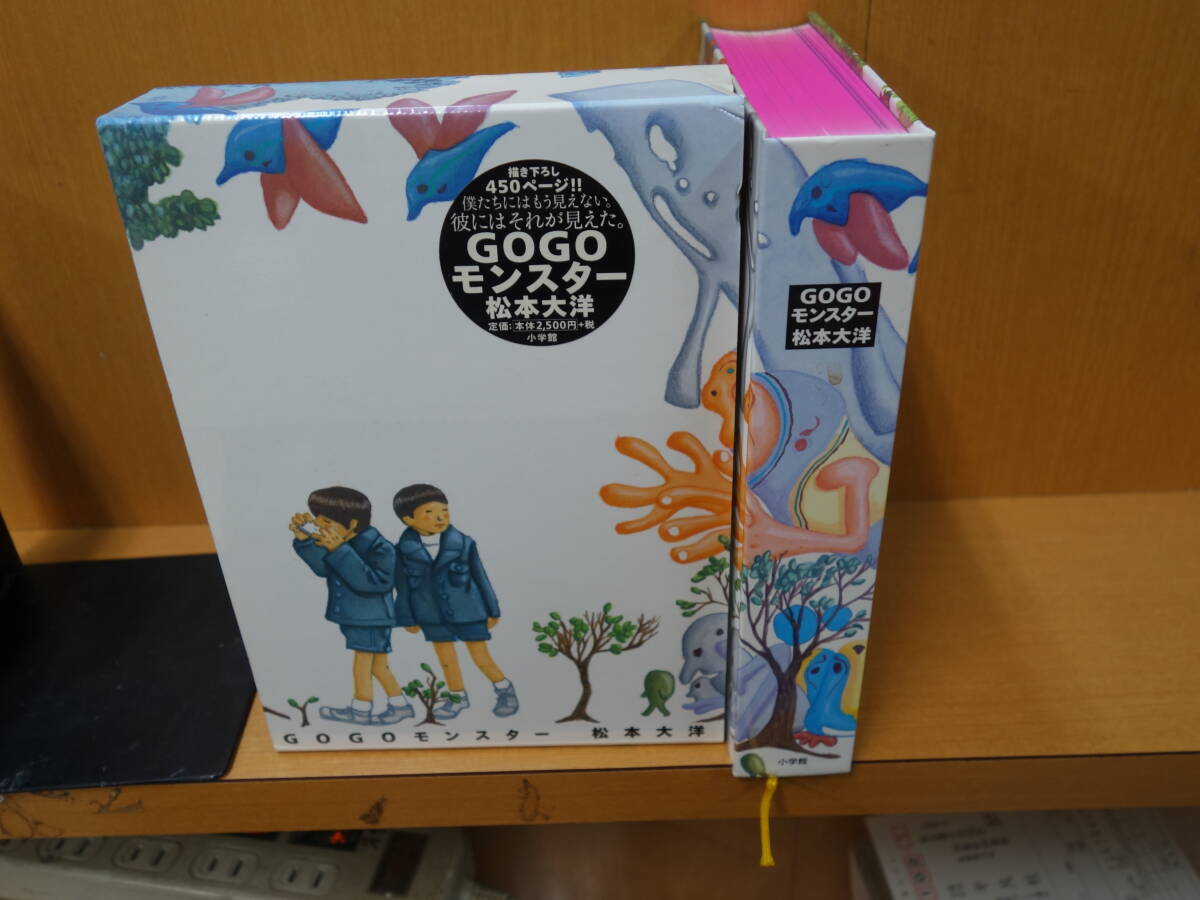 描き下ろし
450ページ!!
僕たちにはもう見えない。
彼にはそれが見えた。
GOGO
モンスター
松本大洋
定価:本体2,500円+税
小学館
GOGOモンスター 松本大洋
GOGO
モンスター
松本大洋
小学館